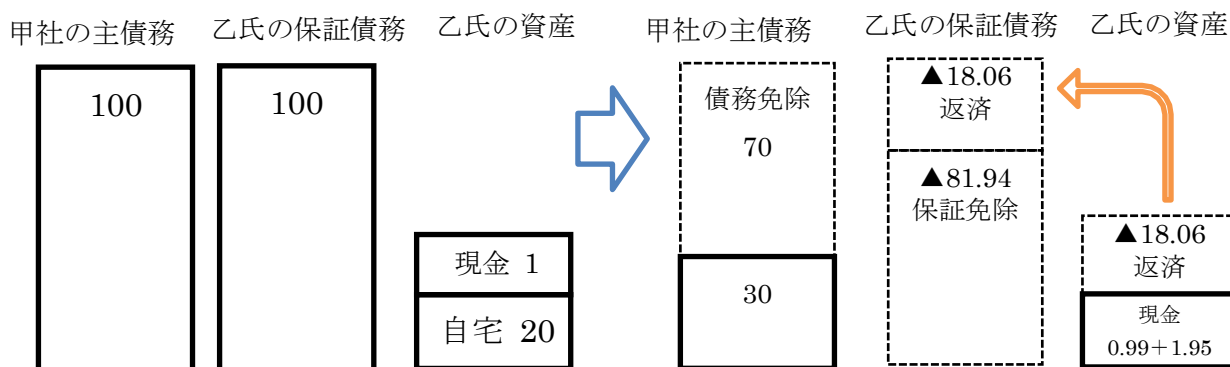 甲社の主債務
乙氏の保証債務
乙氏の資産
100
100
現金 1
自宅 20
甲社の主債務
乙氏の保証債務
乙氏の資産
債務免除
70
30
▲18.06
返済
▲81.94
保証免除
▲18.06
返済
現金
0.99＋1.95